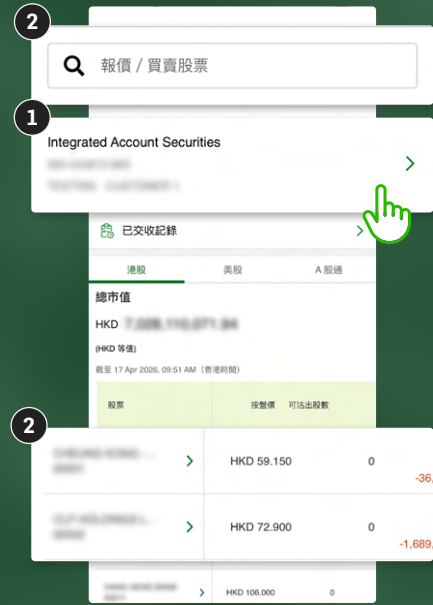 2
報價 / 買賣股票
1
Integrated Account Securities
已交收記錄
港股 美股 A 股通
總市值
HKD
(HKD 等值)
截至 17 Apr 2026, 09:51 AM（香港時間）
股票 按盤價 可沽出股數
2
HKD 59.150 0
-36,
HKD 72.900 0
-1,689,
HKD 106.000 0